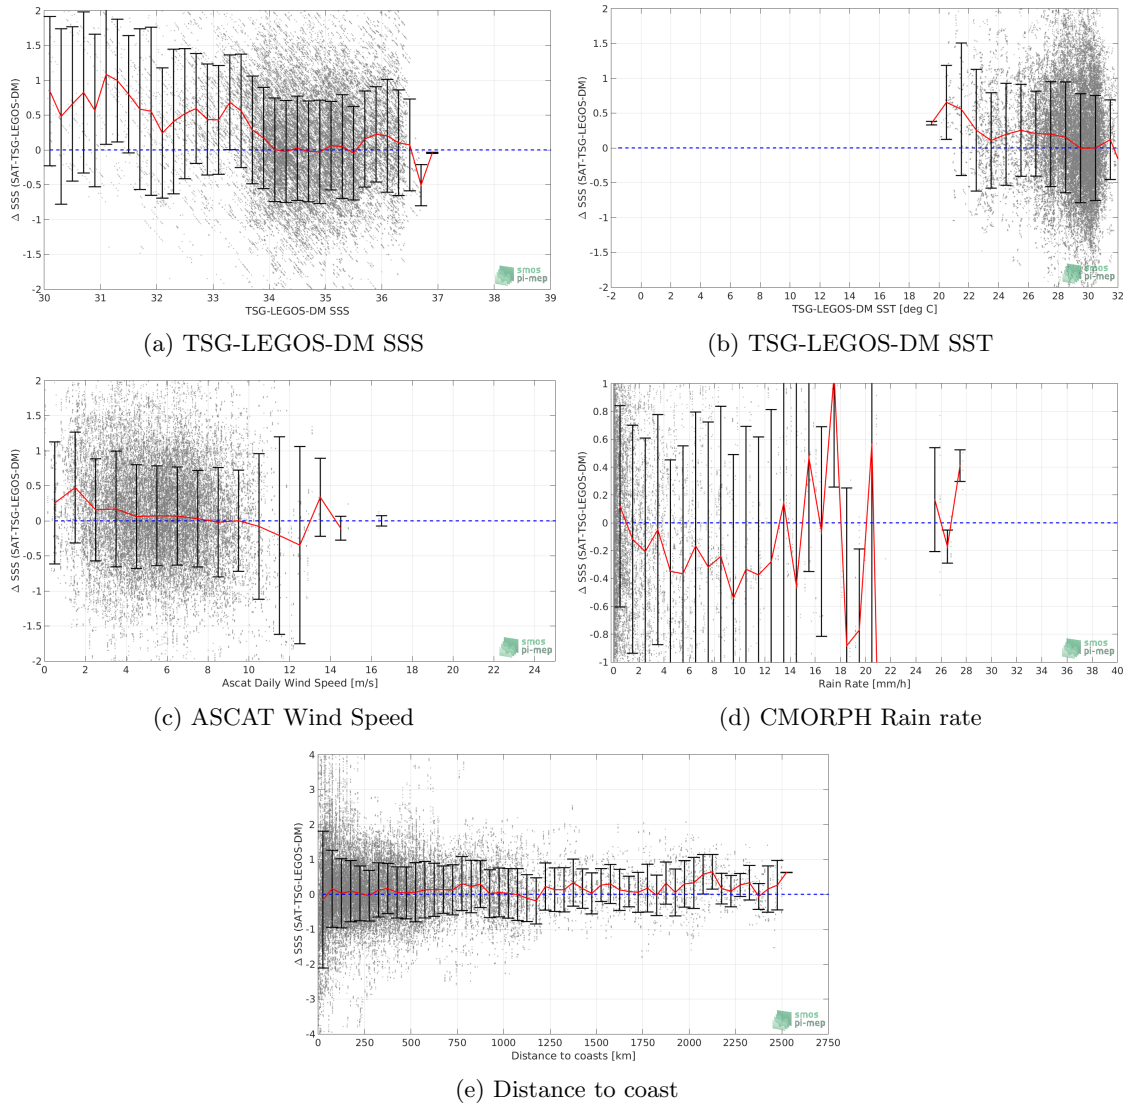 2
1.5
1
0.5
0
-0.5
-1
-1.5
-2
Δ SSS (SAT-TSG-LEGOS-DM)
30 31 32 33 34 35 36 37 38 39
TSG-LEGOS-DM SSS
smos
pi-mep
(a) TSG-LEGOS-DM SSS
2
1.5
1
0.5
0
-0.5
-1
-1.5
-2
Δ SSS (SAT-TSG-LEGOS-DM)
-2 0 2 4 6 8 10 12 14 16 18 20 22 24 26 28 30 32
TSG-LEGOS-DM SST [deg C]
smos
pi-mep
(b) TSG-LEGOS-DM SST
2
1.5
1
0.5
0
-0.5
-1
-1.5
-2
Δ SSS (SAT-TSG-LEGOS-DM)
0 2 4 6 8 10 12 14 16 18 20 22 24
Ascat Daily Wind Speed [m/s]
smos
pi-mep
(c) ASCAT Wind Speed
1
0.8
0.6
0.4
0.2
0
-0.2
-0.4
-0.6
-0.8
-1
Δ SSS (SAT-TSG-LEGOS-DM)
0 2 4 6 8 10 12 14 16 18 20 22 24 26 28 30 32 34 36 38 40
Rain Rate [mm/h]
smos
pi-mep
(d) CMORPH Rain rate
4
3
2
1
0
-1
-2
-3
-4
Δ SSS (SAT-TSG-LEGOS-DM)
0 250 500 750 1000 1250 1500 1750 2000 2250 2500 2750
Distance to coasts [km]
smos
pi-mep
(e) Distance to coast